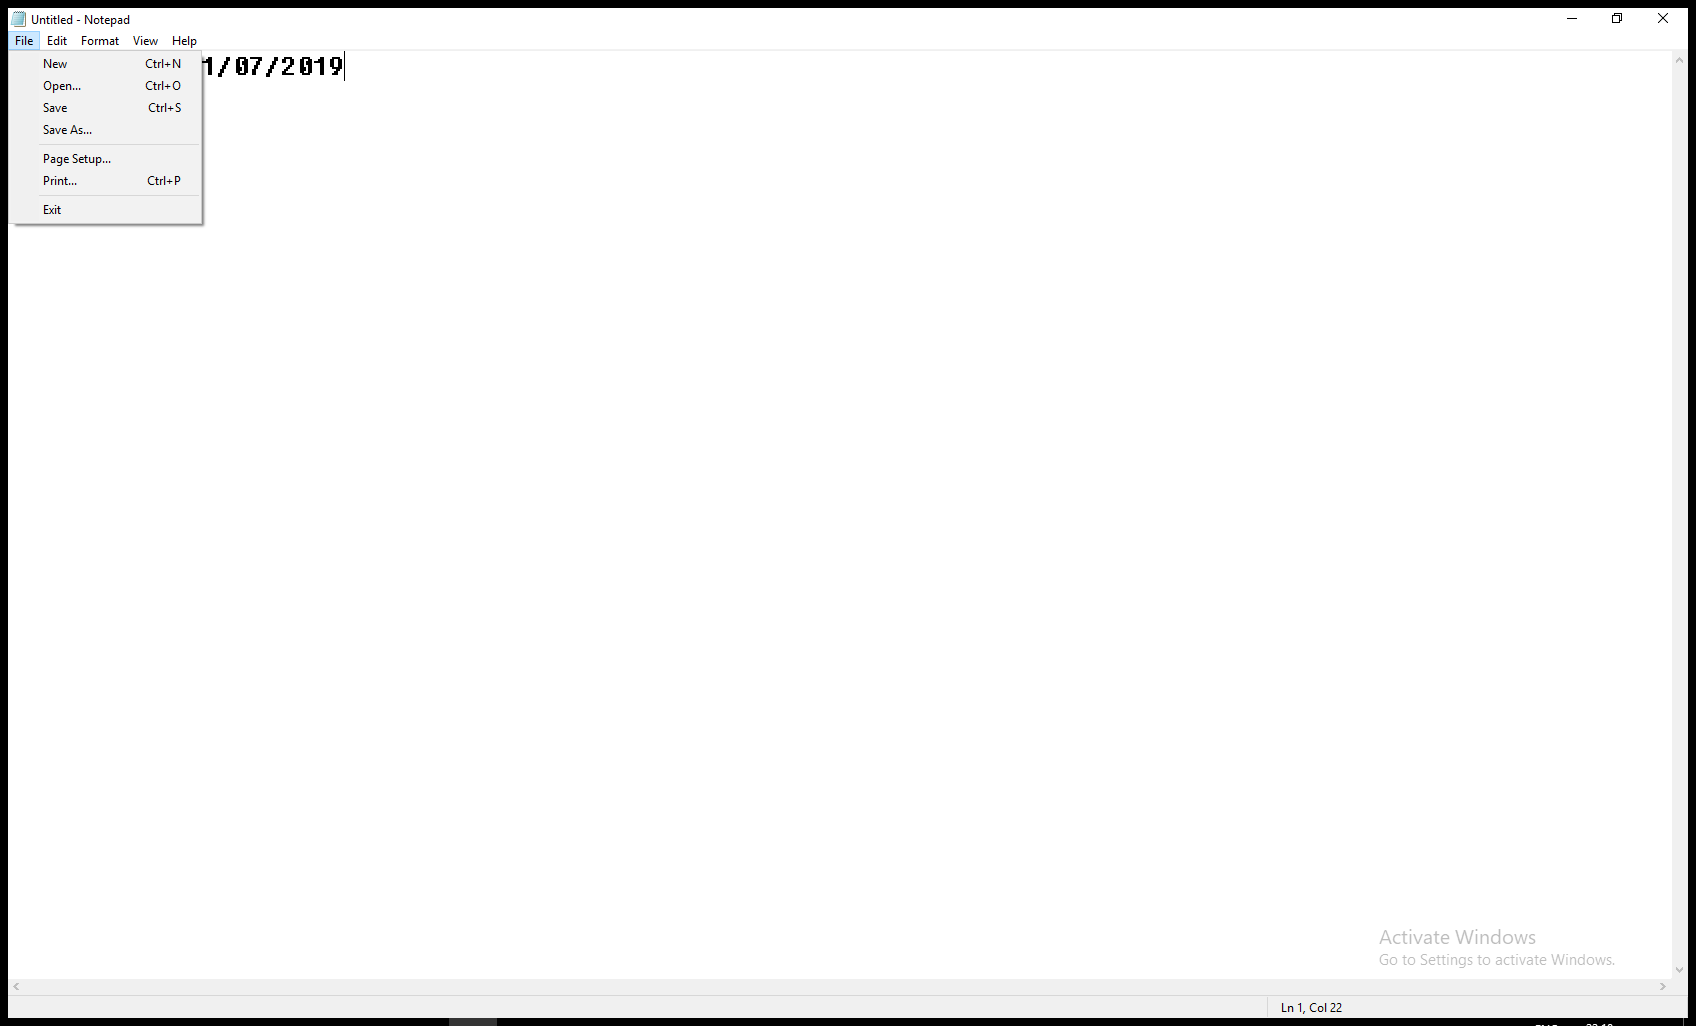 Untitled - Notepad
File Edit Format View Help
New Ctrl+N 1/07/2019
Open... Ctrl+O
Save Ctrl+S
Save As...
Page Setup...
Print... Ctrl+P
Exit
Activate Windows
Go to Settings to activate Windows.
Ln 1, Col 22